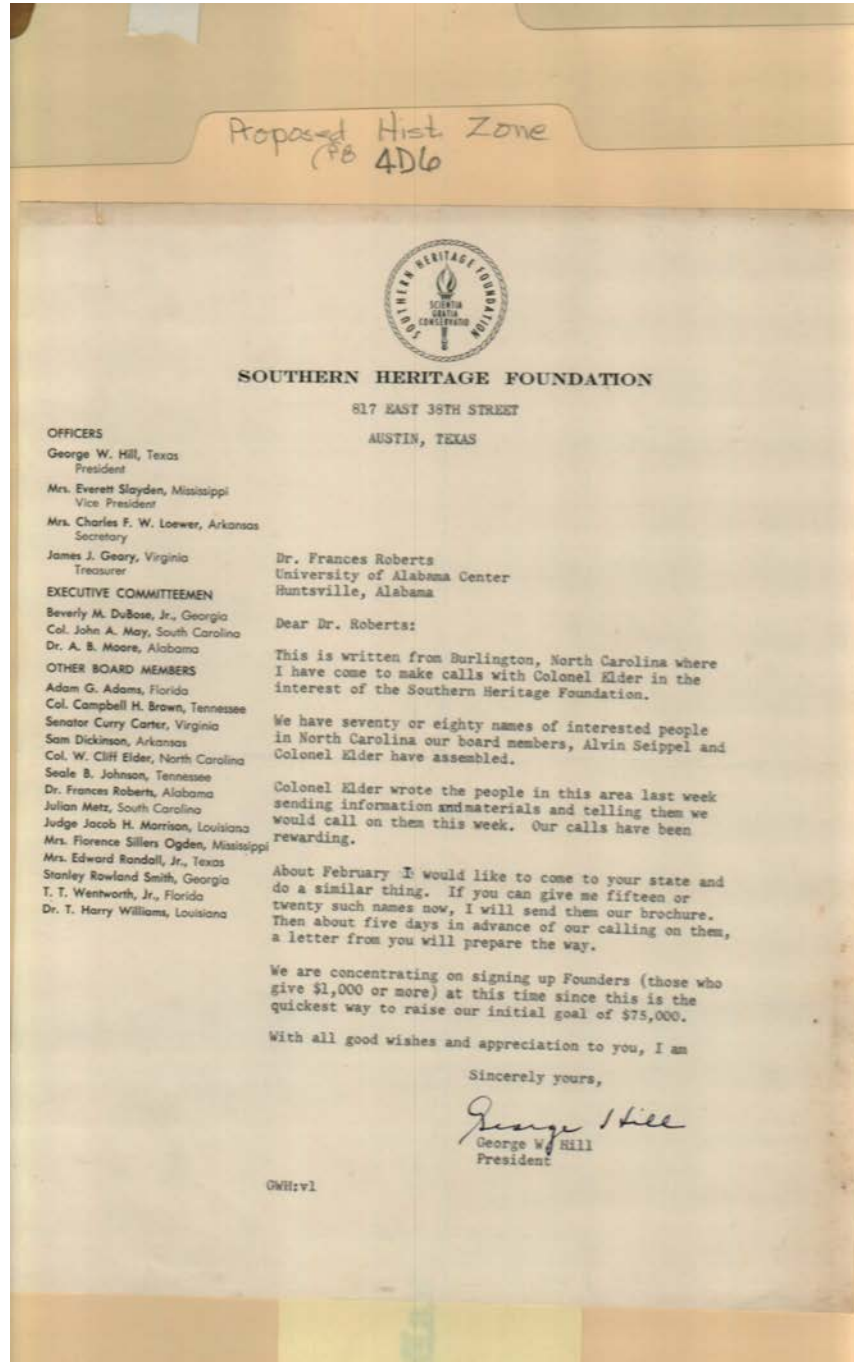 Proposed Hist. Zone
4D6
SOUTHERN HERITAGE FOUNDATION
SCIENTIA
GRATIA
CONSERVATIO
SOUTHERN HERITAGE FOUNDATION
817 EAST 38TH STREET
AUSTIN, TEXAS
OFFICERS
George W. Hill, Texas
President
Mrs. Everett Slayden, Mississippi
Vice President
Mrs. Charles F. W. Loewer, Arkansas
Secretary
James J. Geary, Virginia
Treasurer
EXECUTIVE COMMITTEEMEN
Beverly M. DuBose, Jr., Georgia
Col. John A. May, South Carolina
Dr. A. B. Moore, Alabama
OTHER BOARD MEMBERS
Adam G. Adams, Florida
Col. Campbell H. Brown, Tennessee
Senator Curry Carter, Virginia
Sam Dickinson, Arkansas
Col. W. Cliff Elder, North Carolina
Seale B. Johnson, Tennessee
Dr. Frances Roberts, Alabama
Julian Metz, South Carolina
Judge Jacob H. Morrison, Louisiana
Mrs. Florence Sillers Ogden, Mississippi
Mrs. Edward Randall, Jr., Texas
Stanley Rowland Smith, Georgia
T. T. Wentworth, Jr., Florida
Dr. T. Harry Williams, Louisiana
Dr. Frances Roberts
University of Alabama Center
Huntsville, Alabama
Dear Dr. Roberts:
This is written from Burlington, North Carolina where
I have come to make calls with Colonel Elder in the
interest of the Southern Heritage Foundation.
We have seventy or eighty names of interested people
in North Carolina our board members, Alvin Seippel and
Colonel Elder have assembled.
Colonel Elder wrote the people in this area last week
sending information and materials and telling them we
would call on them this week. Our calls have been
rewarding.
About February I would like to come to your state and
do a similar thing. If you can give me fifteen or
twenty such names now, I will send them our brochure.
Then about five days in advance of our calling on them,
a letter from you will prepare the way.
We are concentrating on signing up Founders (those who
give $1,000 or more) at this time since this is the
quickest way to raise our initial goal of $75,000.
With all good wishes and appreciation to you, I am
Sincerely yours,
George Hill
George W. Hill
President
GWH:vl